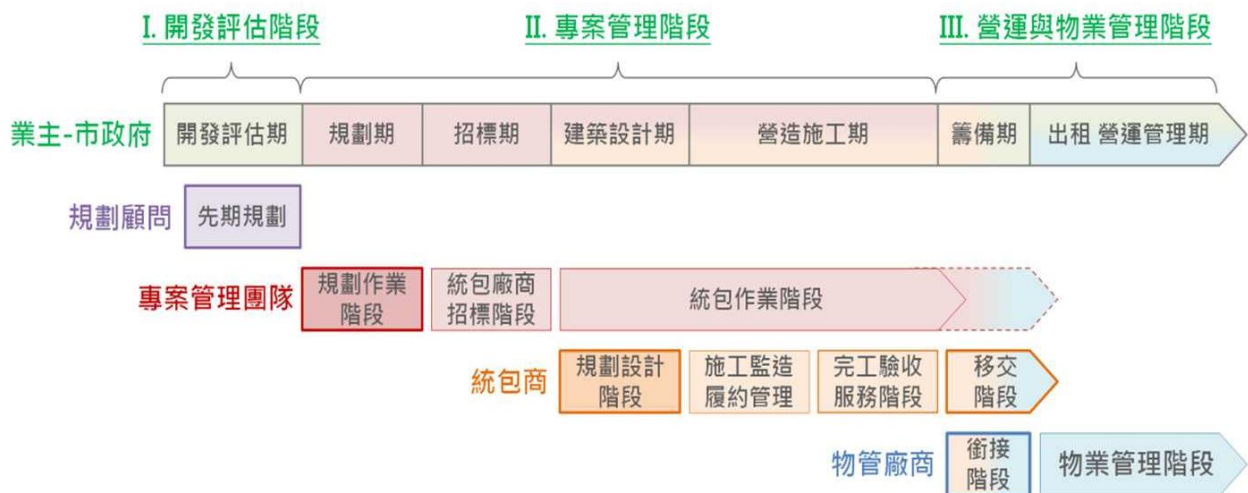 I. 開發評估階段
II. 專案管理階段
III. 營運與物業管理階段
業主-市政府
開發評估期
規劃期
招標期
建築設計期
營造施工期
籌備期
出租 營運管理期
規劃顧問
先期規劃
專案管理團隊
規劃作業
階段
統包廠商
招標階段
統包作業階段
統包商
規劃設計
階段
施工監造
履約管理
完工驗收
服務階段
移交
階段
物管廠商
銜接
階段
物業管理階段